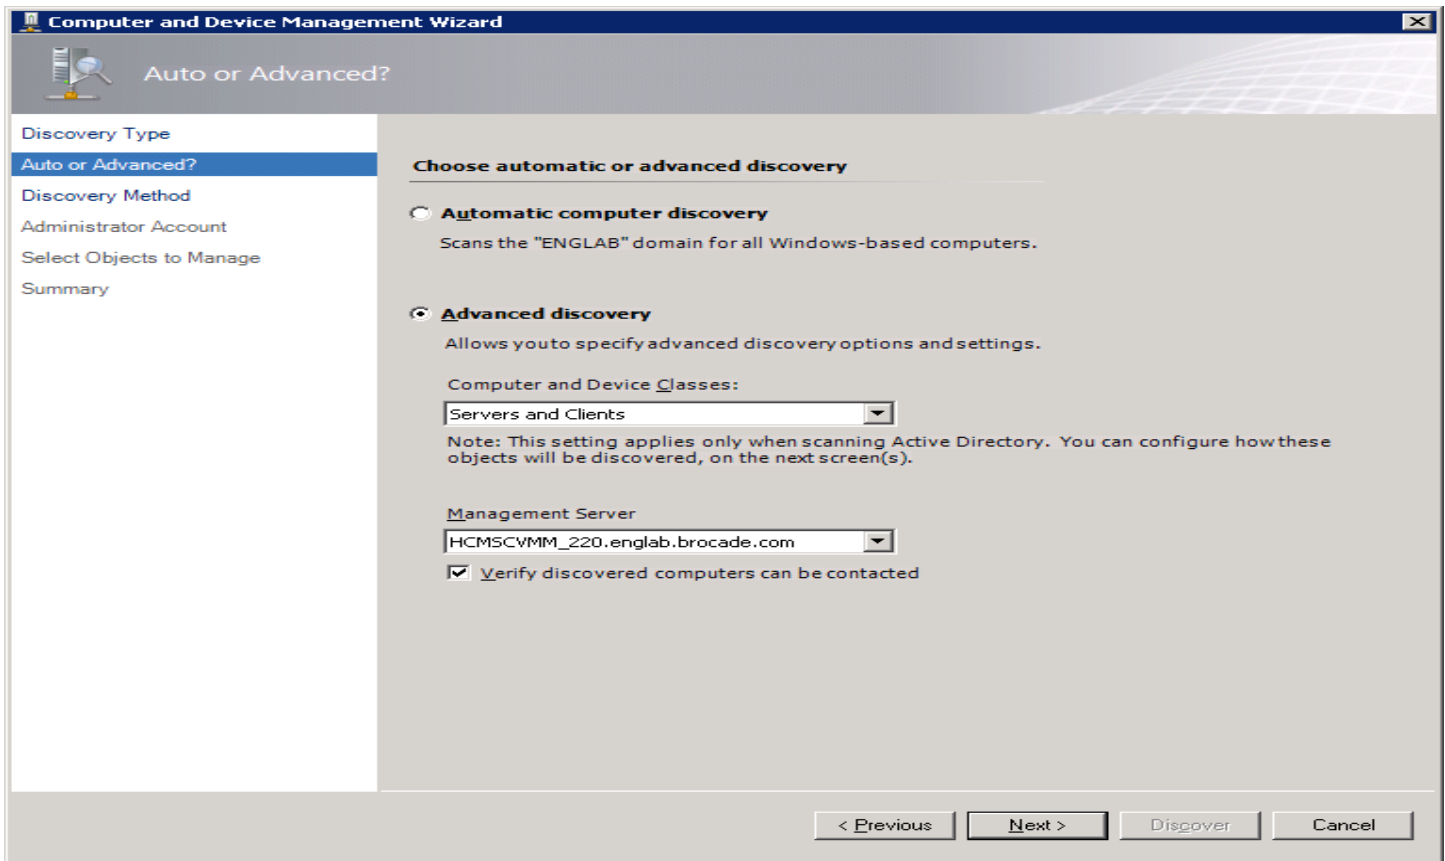 Computer and Device Management Wizard
Auto or Advanced?
Discovery Type
Auto or Advanced?
Discovery Method
Administrator Account
Select Objects to Manage
Summary
Choose automatic or advanced discovery
Automatic computer discovery
Scans the "ENGLAB" domain for all Windows-based computers.
Advanced discovery
Allows you to specify advanced discovery options and settings.
Computer and Device Classes:
Servers and Clients
Note: This setting applies only when scanning Active Directory. You can configure how these
objects will be discovered, on the next screen(s).
Management Server
HCMSCVMM_220.englab.brocade.com
Verify discovered computers can be contacted
< Previous
Next >
Discover
Cancel